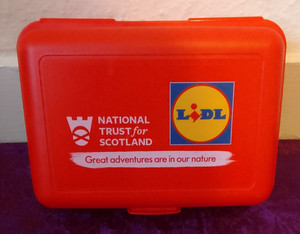 NATIONAL
TRUST for
SCOTLAND
LiDL
Great adventures are in our nature